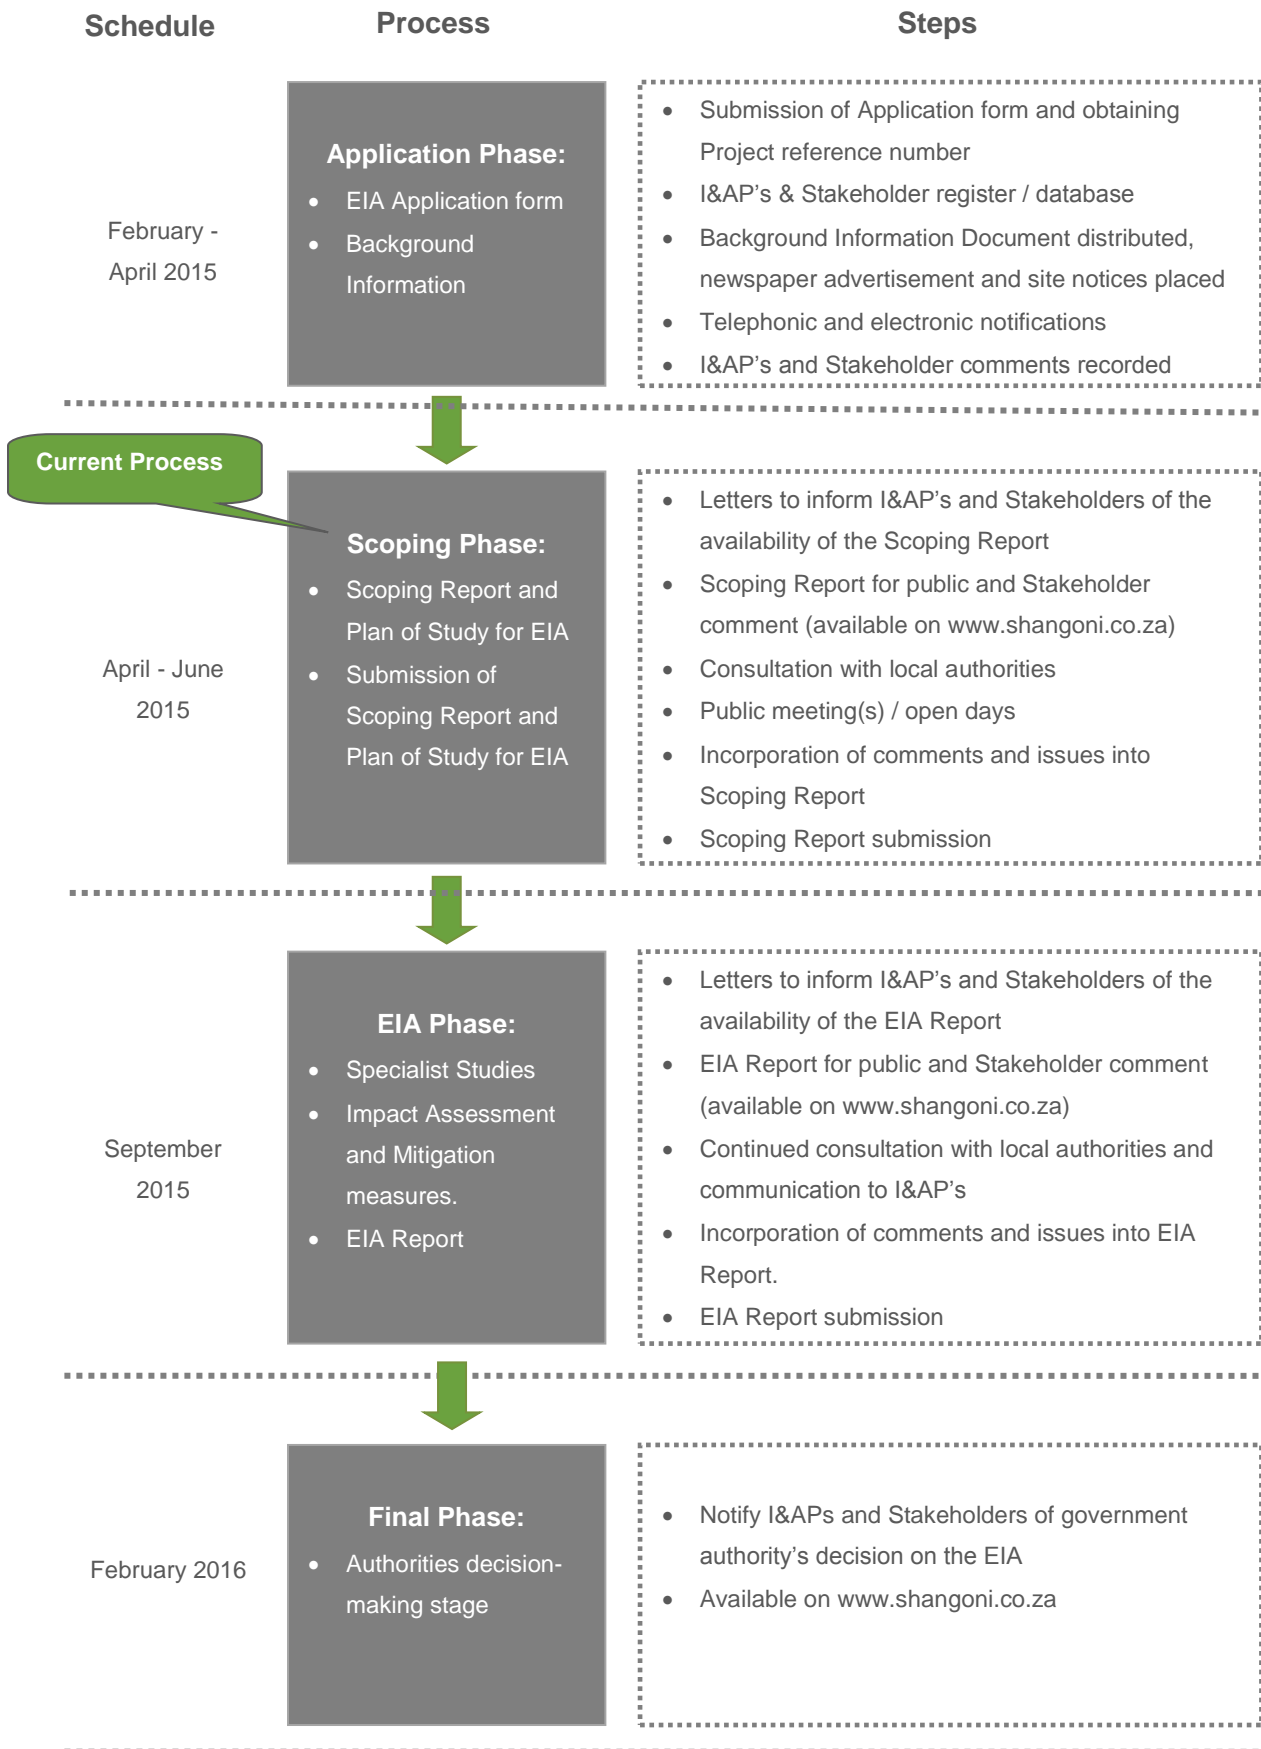 Schedule
Process
Steps
February -
April 2015
Application Phase:
• EIA Application form
• Background
Information
• Submission of Application form and obtaining
Project reference number
• I&AP's & Stakeholder register / database
• Background Information Document distributed,
newspaper advertisement and site notices placed
• Telephonic and electronic notifications
• I&AP's and Stakeholder comments recorded
Current Process
April - June
2015
Scoping Phase:
• Scoping Report and
Plan of Study for EIA
• Submission of
Scoping Report and
Plan of Study for EIA
• Letters to inform I&AP's and Stakeholders of the
availability of the Scoping Report
• Scoping Report for public and Stakeholder
comment (available on www.shangoni.co.za)
• Consultation with local authorities
• Public meeting(s) / open days
• Incorporation of comments and issues into
Scoping Report
• Scoping Report submission
September
2015
EIA Phase:
• Specialist Studies
• Impact Assessment
and Mitigation
measures.
• EIA Report
• Letters to inform I&AP's and Stakeholders of the
availability of the EIA Report
• EIA Report for public and Stakeholder comment
(available on www.shangoni.co.za)
• Continued consultation with local authorities and
communication to I&AP's
• Incorporation of comments and issues into EIA
Report.
• EIA Report submission
February 2016
Final Phase:
• Authorities decision-
making stage
• Notify I&APs and Stakeholders of government
authority's decision on the EIA
• Available on www.shangoni.co.za